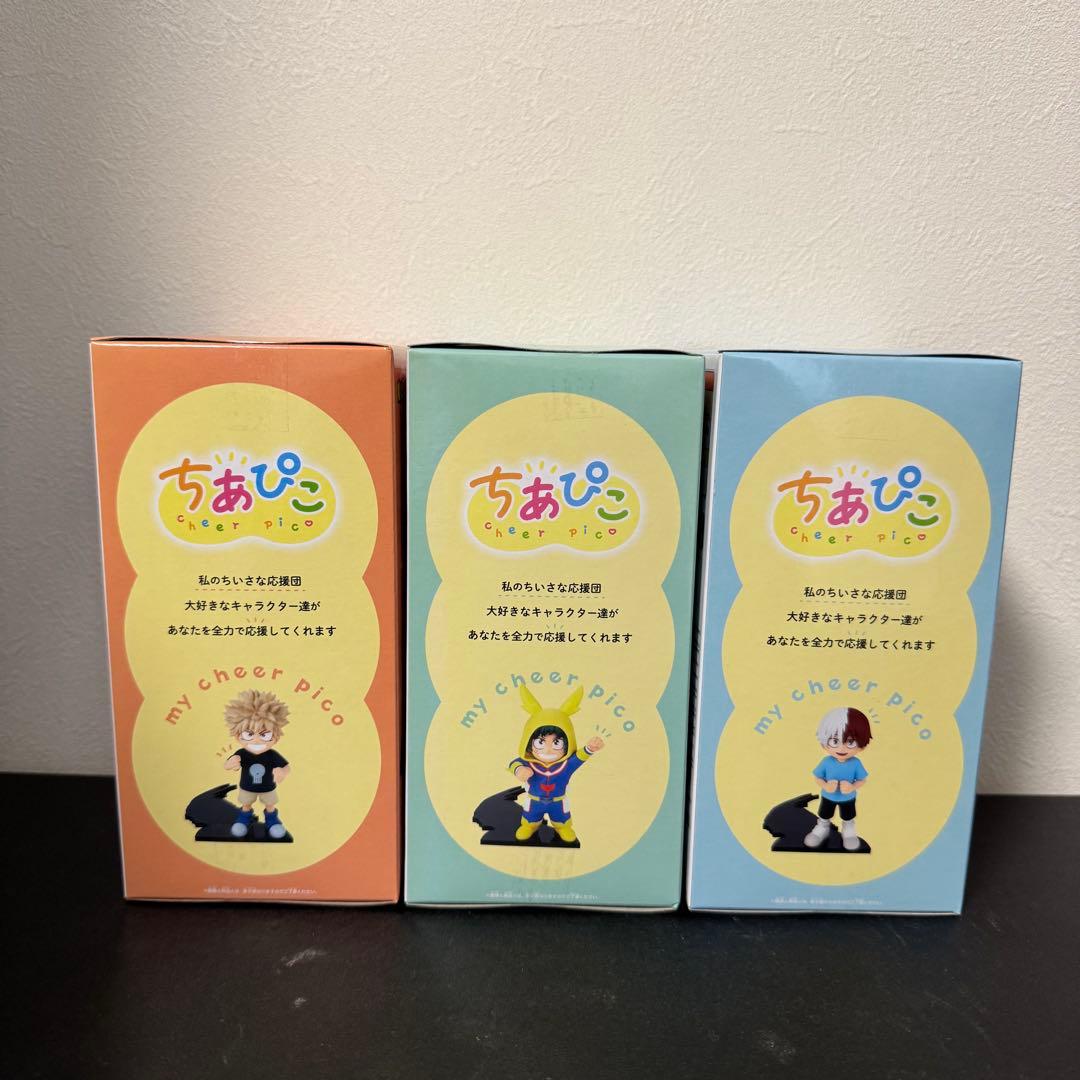 ちあぴこ
cheer pico
私のちいさな応援団
大好きなキャラクター達が
あなたを全力で応援してくれます
my cheer pico
ちあぴこ
cheer pico
私のちいさな応援団
大好きなキャラクター達が
あなたを全力で応援してくれます
my cheer pico
ちあぴこ
cheer pico
私のちいさな応援団
大好きなキャラクター達が
あなたを全力で応援してくれます
my cheer pico